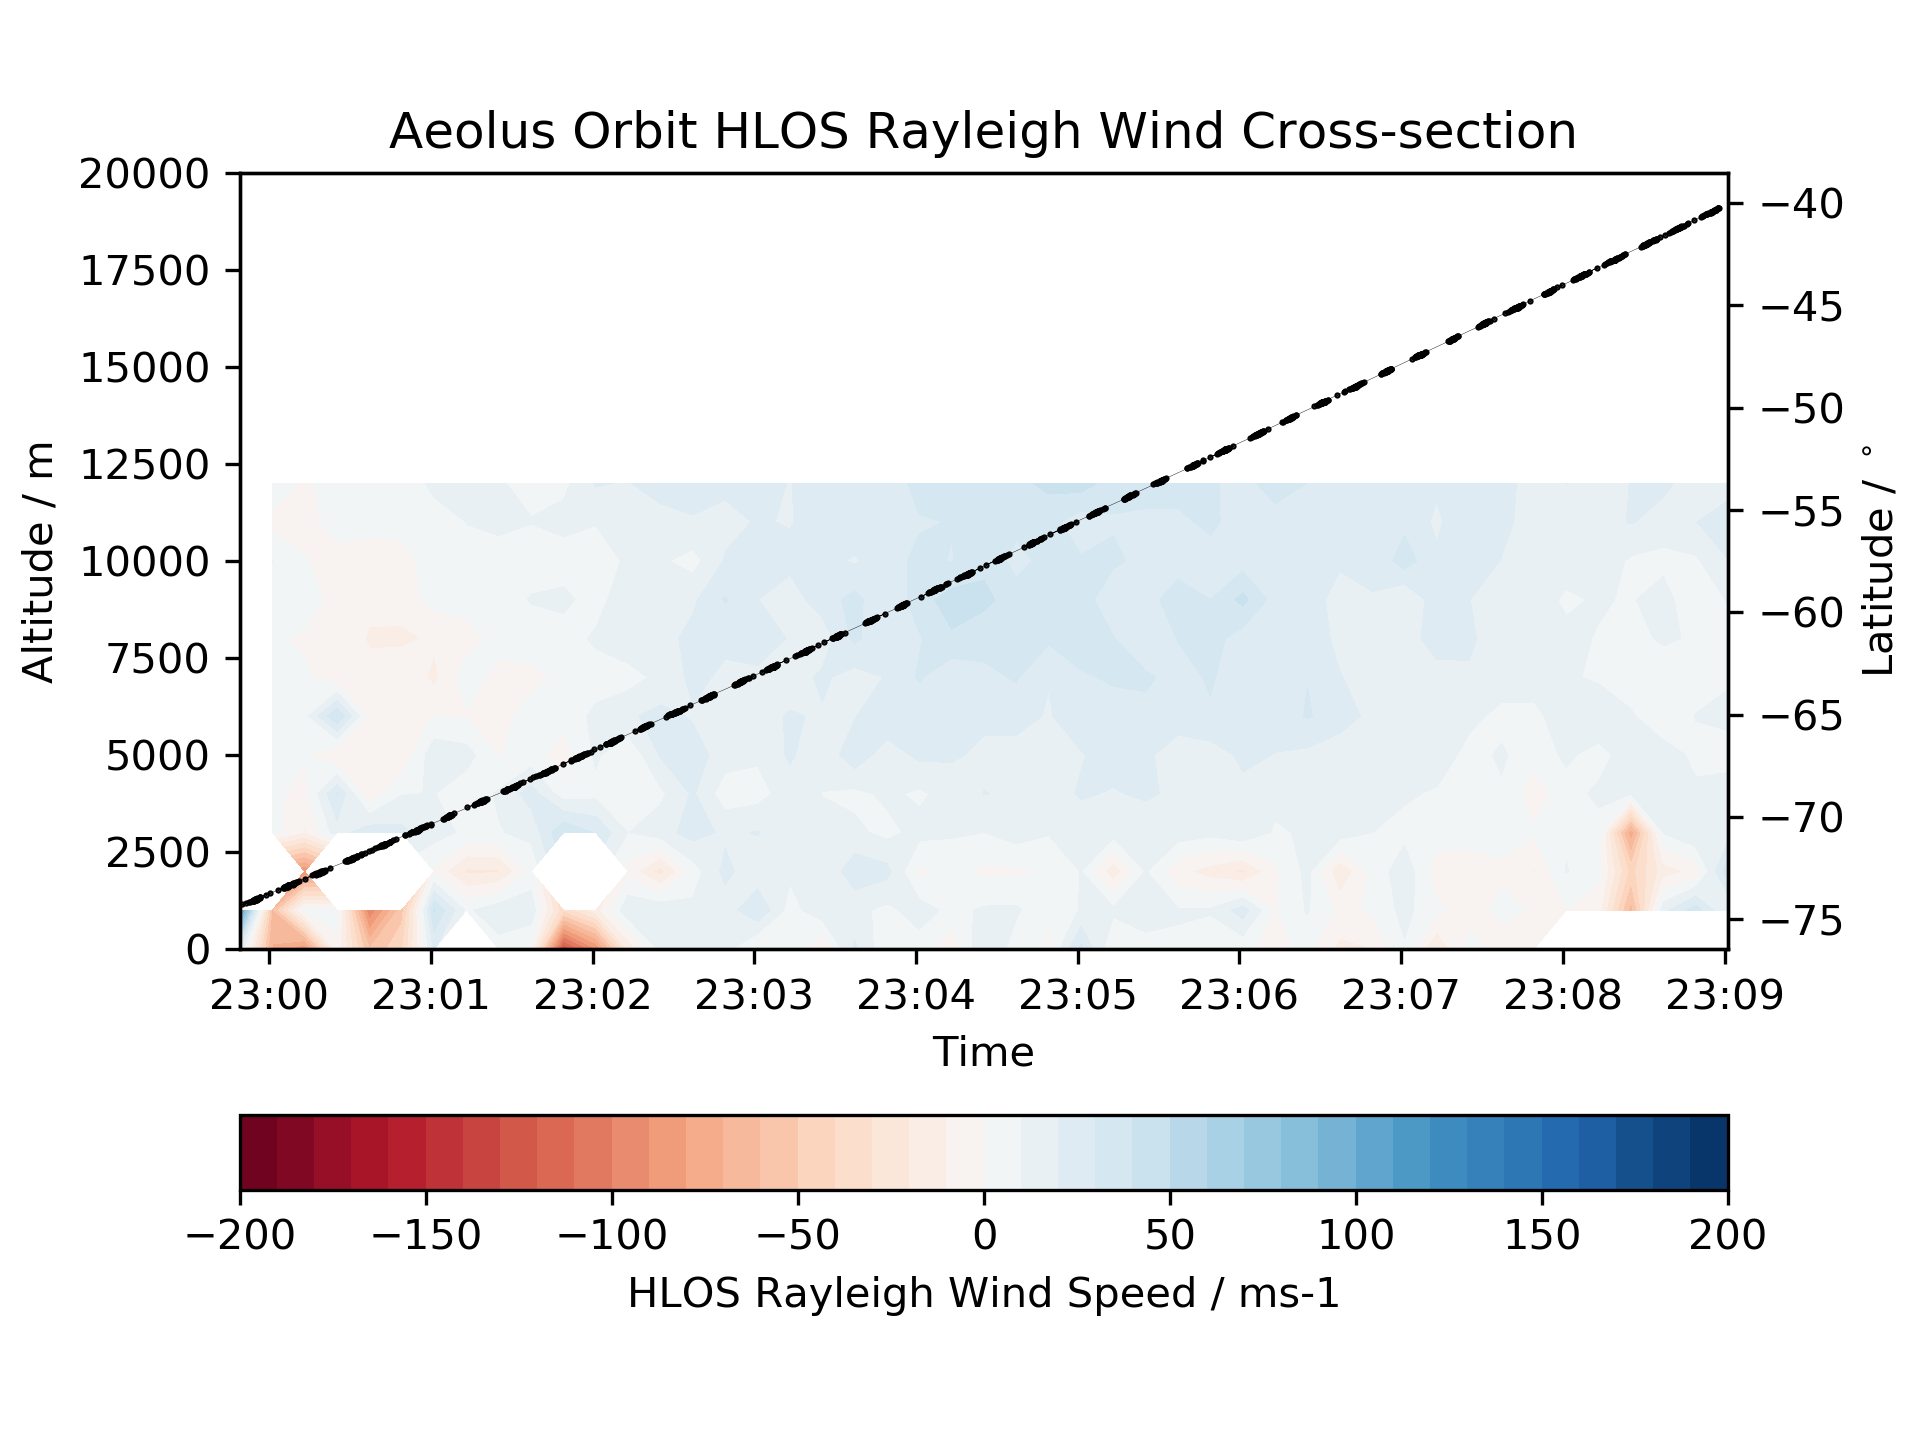 Aeolus Orbit HLOS Rayleigh Wind Cross-section
20000
17500
15000
12500
10000
7500
5000
2500
0
Altitude / m
−40
−45
−50
−55
−60
−65
−70
−75
Latitude / °
23:00 23:01 23:02 23:03 23:04 23:05 23:06 23:07 23:08 23:09
Time
−200 −150 −100 −50 0 50 100 150 200
HLOS Rayleigh Wind Speed / ms-1